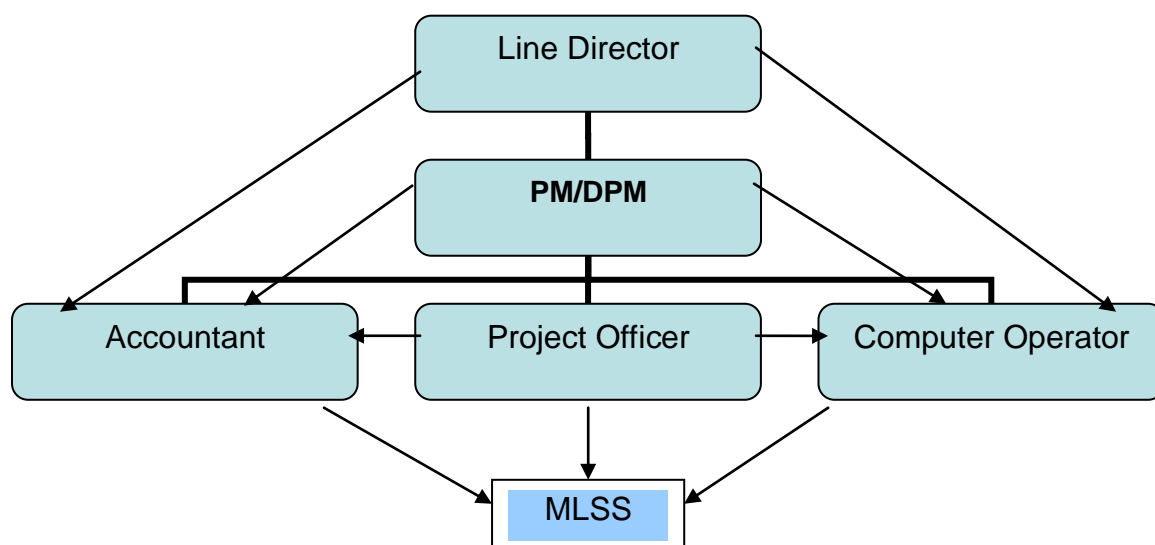 Line Director
PM/DPM
Accountant
Project Officer
Computer Operator
MLSS